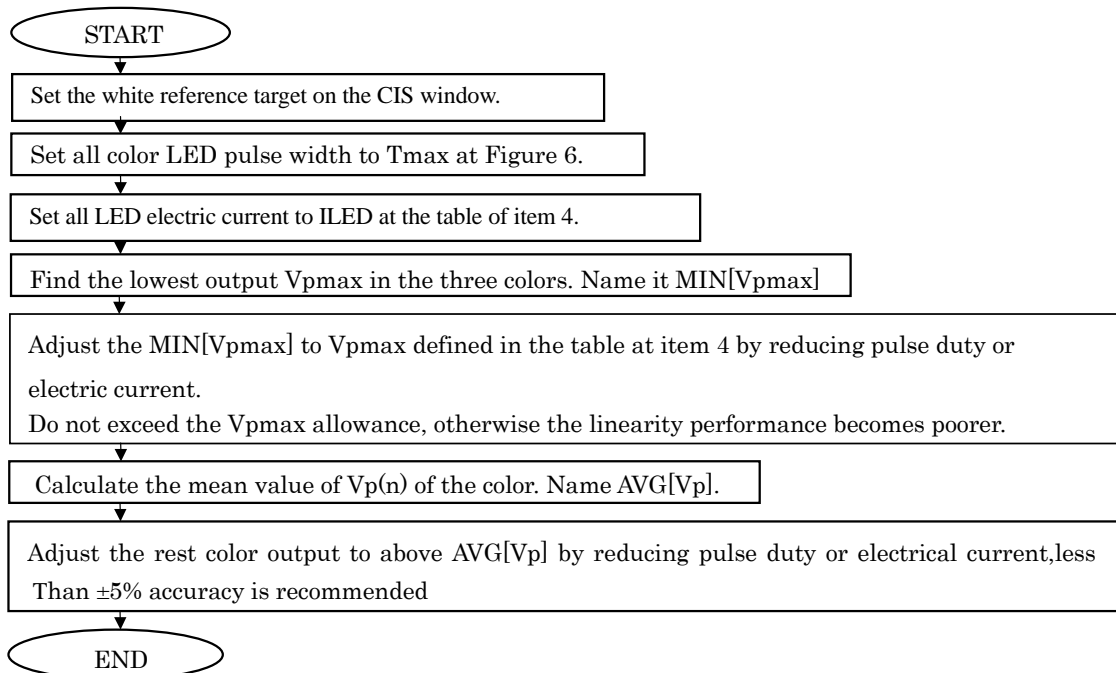 START
Set the white reference target on the CIS window.
Set all color LED pulse width to Tmax at Figure 6.
Set all LED electric current to ILED at the table of item 4.
Find the lowest output Vpmax in the three colors. Name it MIN[Vpmax]
Adjust the MIN[Vpmax] to Vpmax defined in the table at item 4 by reducing pulse duty or
electric current.
Do not exceed the Vpmax allowance, otherwise the linearity performance becomes poorer.
Calculate the mean value of Vp(n) of the color. Name AVG[Vp].
Adjust the rest color output to above AVG[Vp] by reducing pulse duty or electrical current,less
Than ±5% accuracy is recommended
END